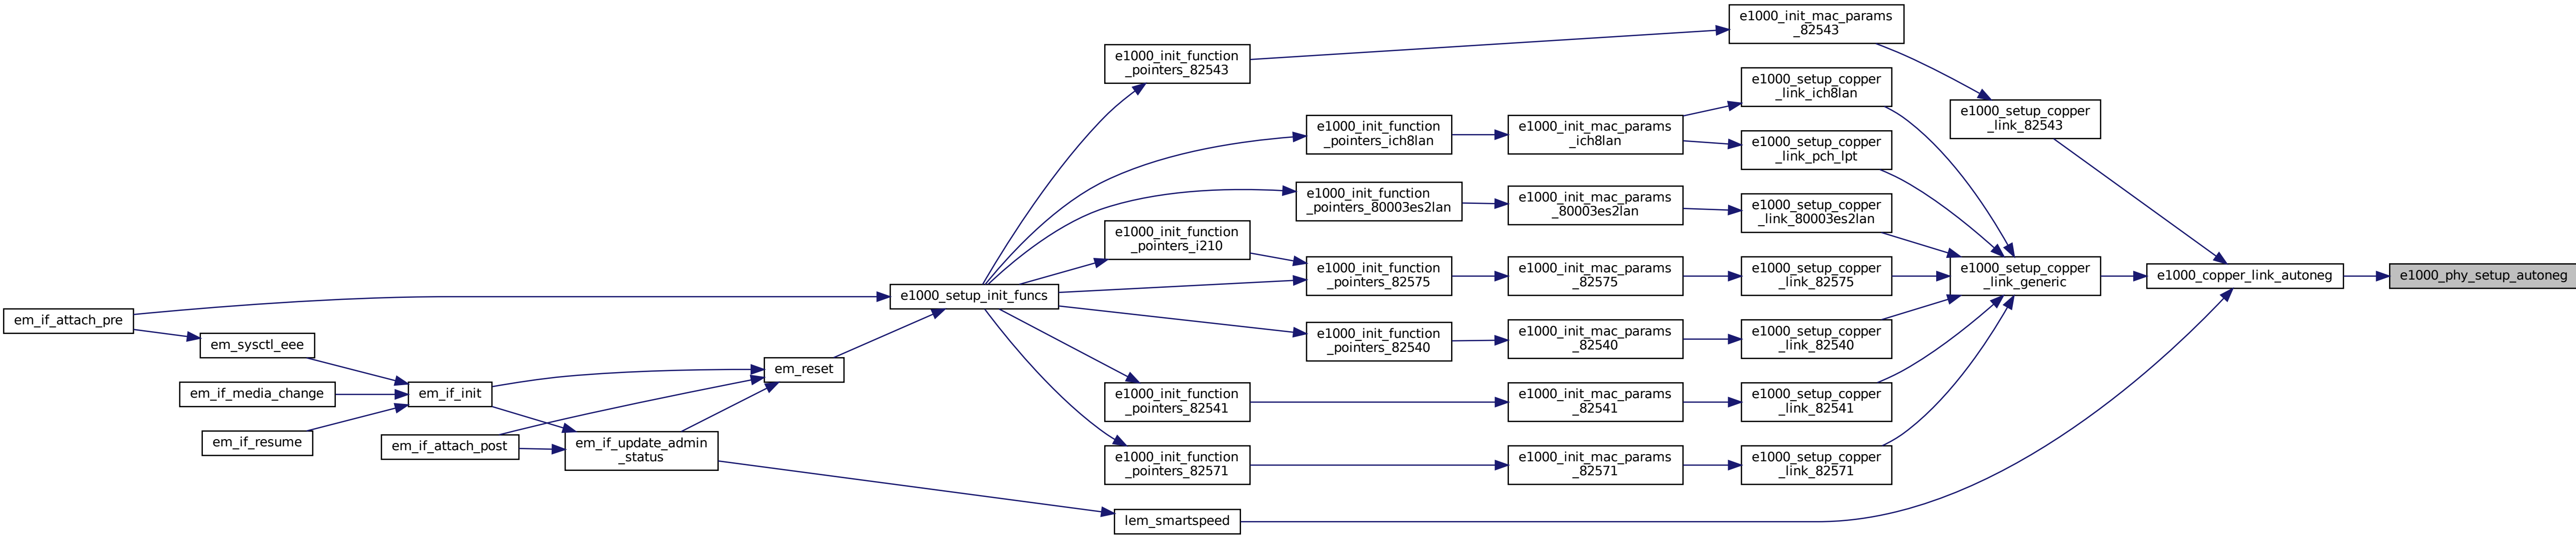 em_if_attach_pre
em_sysctl_eee
em_if_media_change
em_if_resume
em_if_init
em_if_attach_post
em_if_update_admin
_status
em_reset
e1000_setup_init_funcs
e1000_init_function
_pointers_82543
e1000_init_function
_pointers_ich8lan
e1000_init_function
_pointers_80003es2lan
e1000_init_function
_pointers_i210
e1000_init_function
_pointers_82575
e1000_init_function
_pointers_82540
e1000_init_function
_pointers_82541
e1000_init_function
_pointers_82571
lem_smartspeed
e1000_init_mac_params
_82543
e1000_init_mac_params
_ich8lan
e1000_init_mac_params
_80003es2lan
e1000_init_mac_params
_82575
e1000_init_mac_params
_82540
e1000_init_mac_params
_82541
e1000_init_mac_params
_82571
e1000_setup_copper
_link_ich8lan
e1000_setup_copper
_link_pch_lpt
e1000_setup_copper
_link_80003es2lan
e1000_setup_copper
_link_82575
e1000_setup_copper
_link_82540
e1000_setup_copper
_link_82541
e1000_setup_copper
_link_82571
e1000_setup_copper
_link_82543
e1000_setup_copper
_link_generic
e1000_copper_link_autoneg
e1000_phy_setup_autoneg